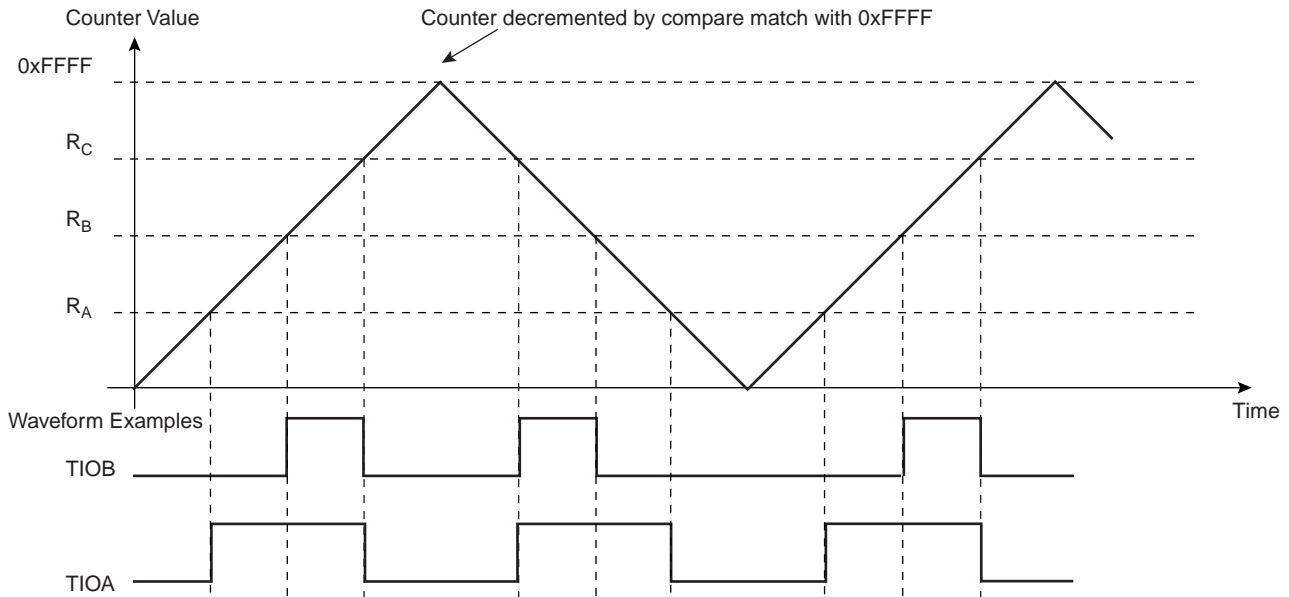 Counter Value
Counter decremented by compare match with 0xFFFF
0xFFFF
RC
RB
RA
Time
Waveform Examples
TIOB
TIOA